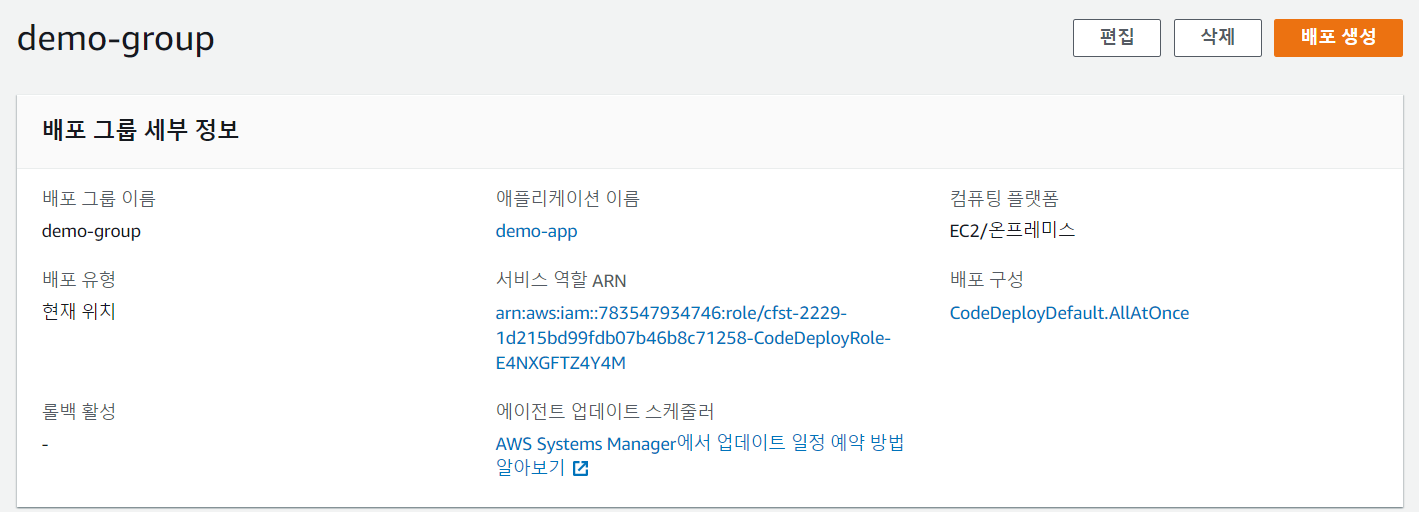 demo-group
편집
삭제
배포 생성
배포 그룹 세부 정보
배포 그룹 이름
demo-group
애플리케이션 이름
demo-app
컴퓨팅 플랫폼
EC2/온프레미스
배포 유형
현재 위치
서비스 역할 ARN
arn:aws:iam::783547934746:role/cfst-2229-
1d215bd99fdb07b46b8c71258-CodeDeployRole-
E4NXGFTZ4Y4M
배포 구성
CodeDeployDefault.AllAtOnce
롤백 활성
-
에이전트 업데이트 스케줄러
AWS Systems Manager에서 업데이트 일정 예약 방법
알아보기